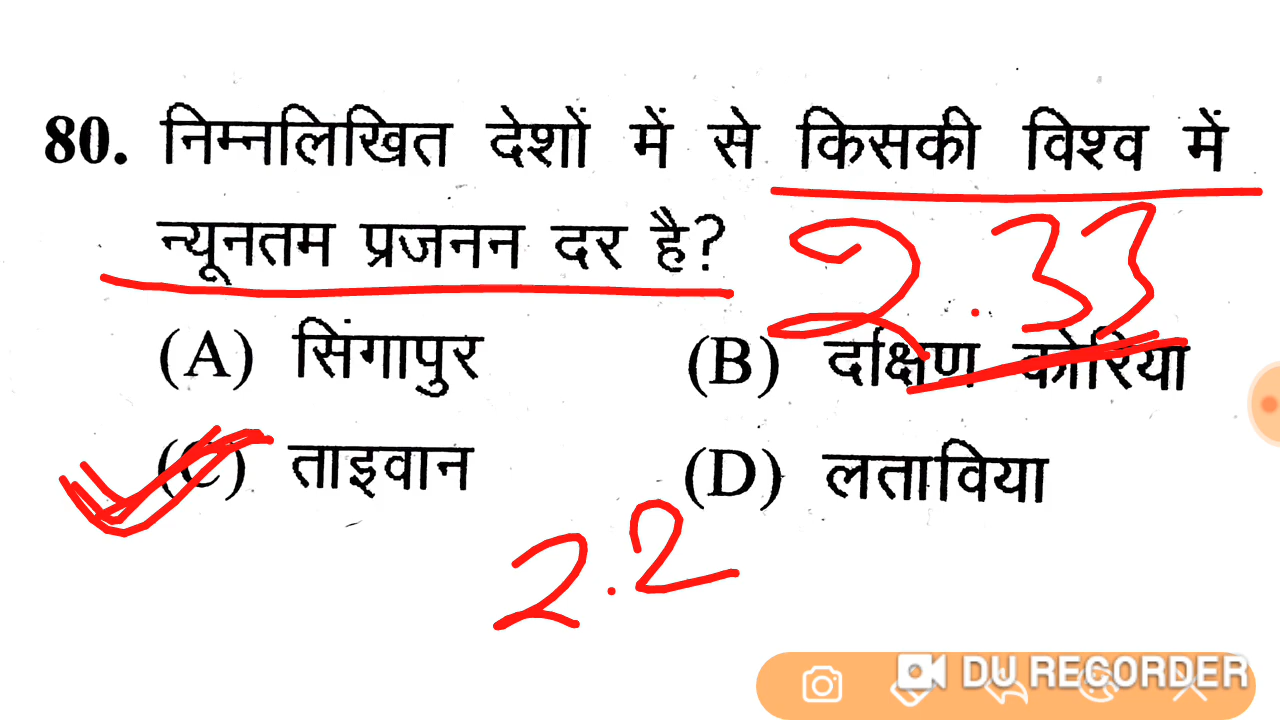 80. निम्नलिखित देशों में से किसकी विश्व में
न्यूनतम प्रजनन दर है?
2.33
(A) सिंगापुर (B) दक्षिण कोरिया
(C) ताइवान (D) लताविया
2.2
DU RECORDER